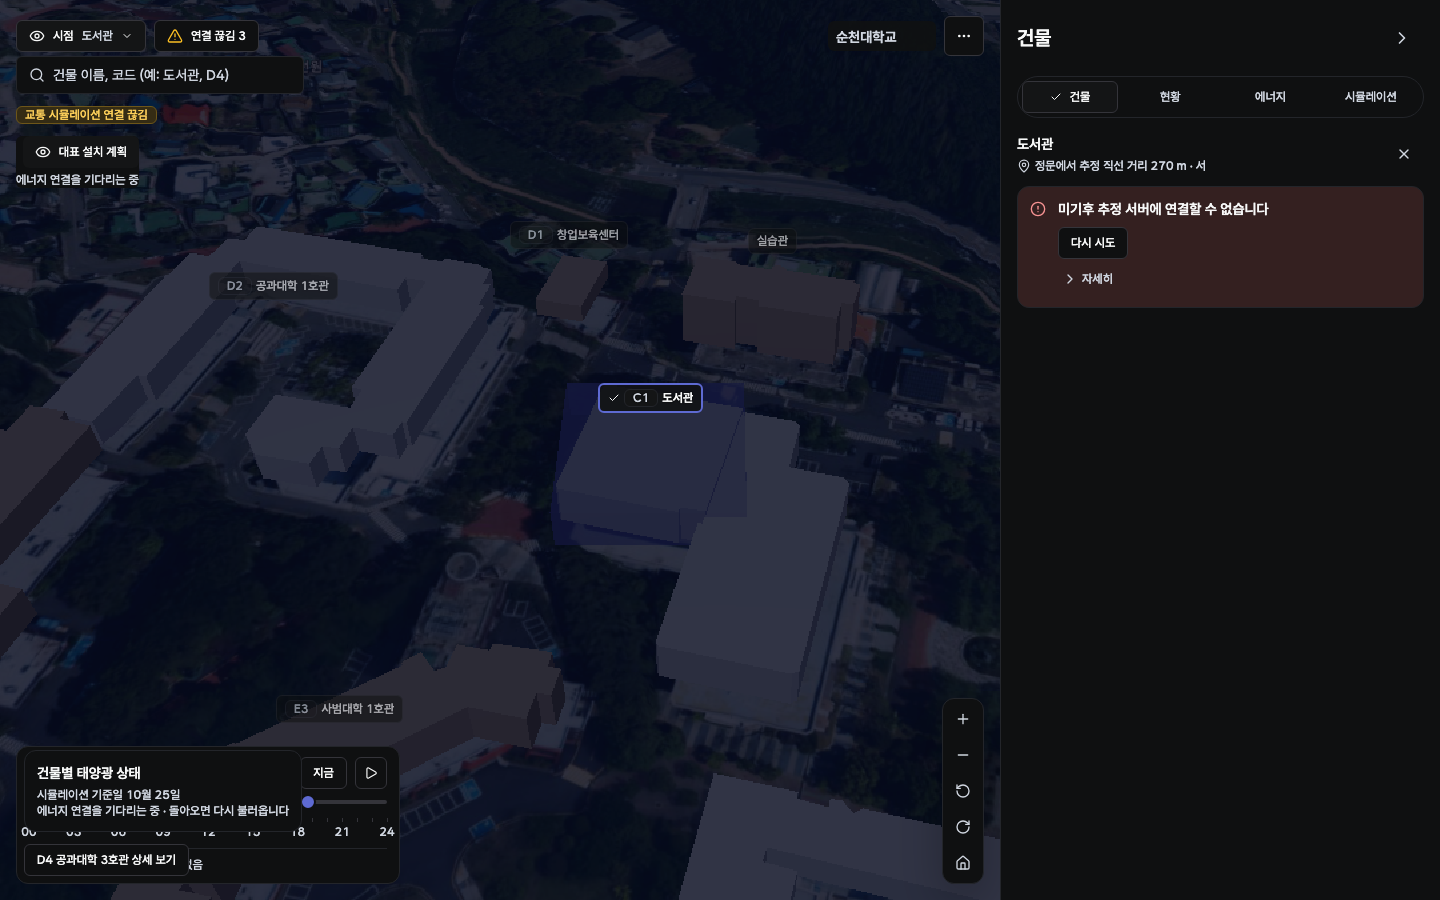 시점 도서관
연결 끊김 3
건물 이름, 코드 (예: 도서관, D4)
교통 시뮬레이션 연결 끊김
대표 설치 계획
에너지 연결을 기다리는 중
순천대학교
D1 창업보육센터
실습관
D2 공과대학 1호관
C1 도서관
E3 사범대학 1호관
건물별 태양광 상태
시뮬레이션 기준일 10월 25일
에너지 연결을 기다리는 중 · 돌아오면 다시 불러옵니다
지금
00 03 06 09 12 15 18 21 24
D4 공과대학 3호관 상세 보기
건물
건물
현황
에너지
시뮬레이션
도서관
정문에서 추정 직선 거리 270 m · 서
미기후 추정 서버에 연결할 수 없습니다
다시 시도
자세히